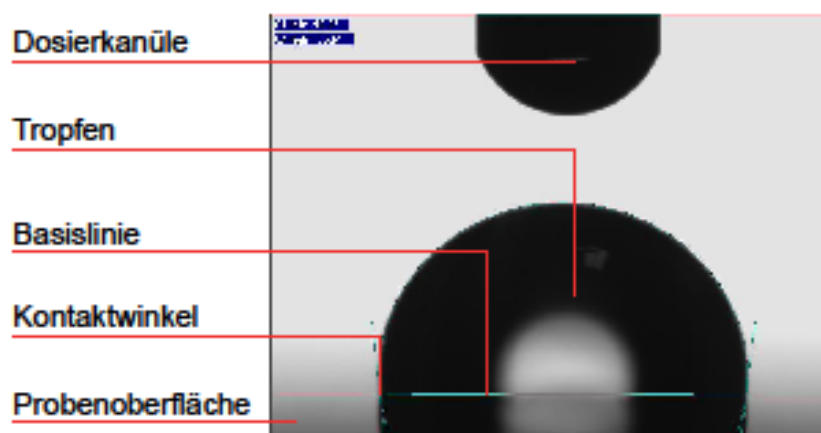 Dosierkanüle
Tropfen
Basislinie
Kontaktwinkel
Probenoberfläche